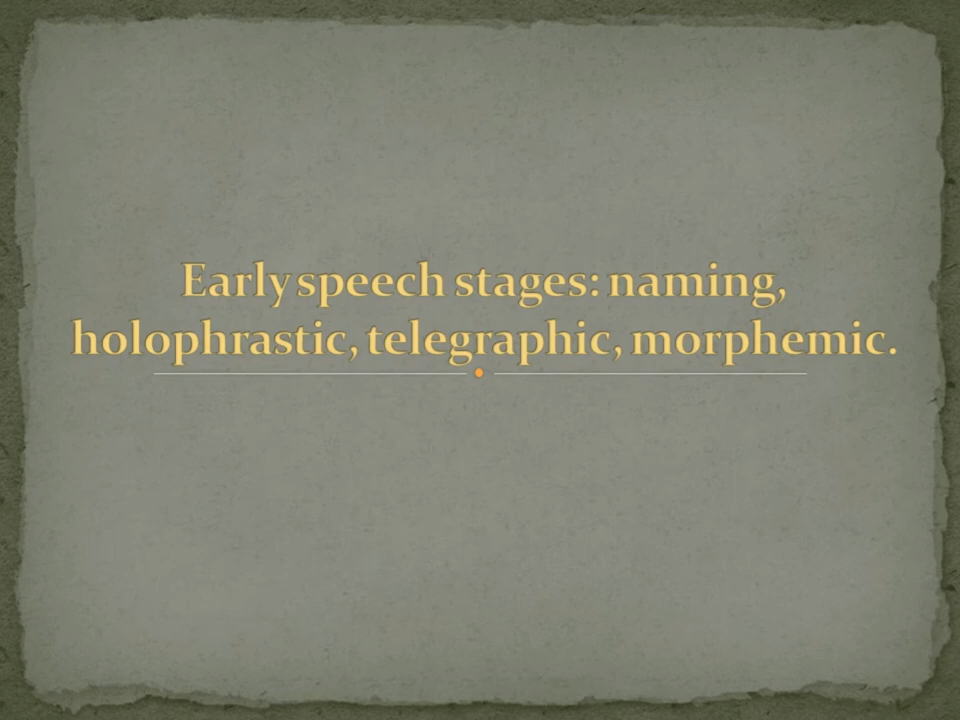 Early speech stages: naming,
holophrastic, telegraphic, morphemic.